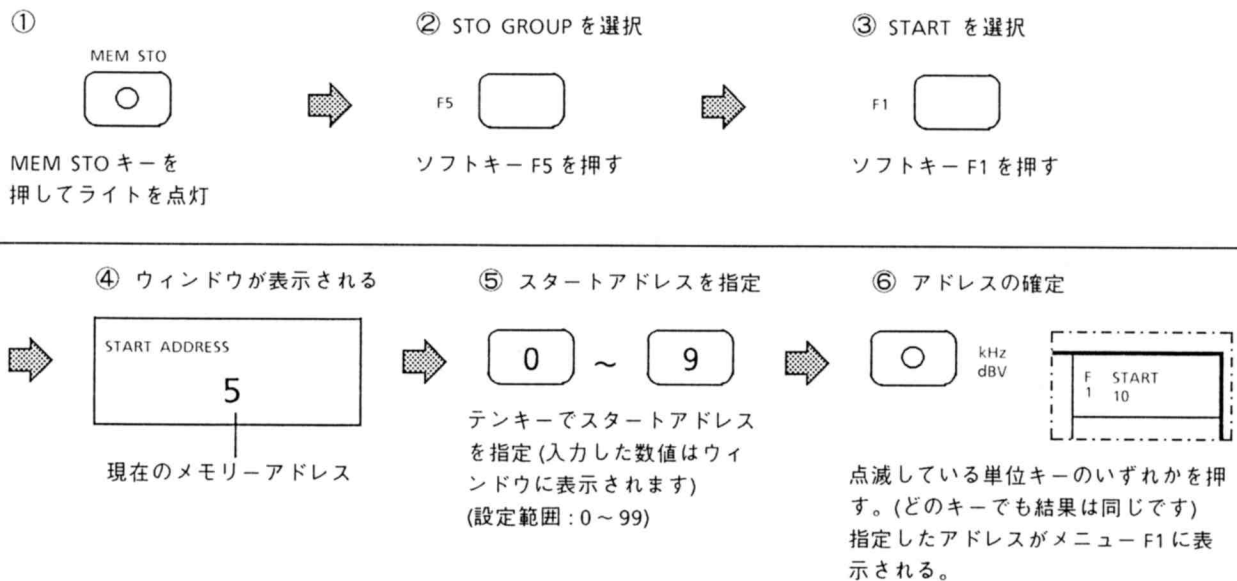 ①
MEM STO
MEM STO キーを
押してライトを点灯
② STO GROUP を選択
F5
ソフトキー F5 を押す
③ START を選択
F1
ソフトキー F1 を押す
④ ウィンドウが表示される
START ADDRESS
5
現在のメモリーアドレス
⑤ スタートアドレスを指定
0 ～ 9
テンキーでスタートアドレス
を指定 (入力した数値はウィ
ンドウに表示されます)
(設定範囲 : 0 ～ 99)
⑥ アドレスの確定
kHz
dBV
F START
1 10
点滅している単位キーのいずれかを押
す。(どのキーでも結果は同じです)
指定したアドレスがメニュー F1 に表
示される。